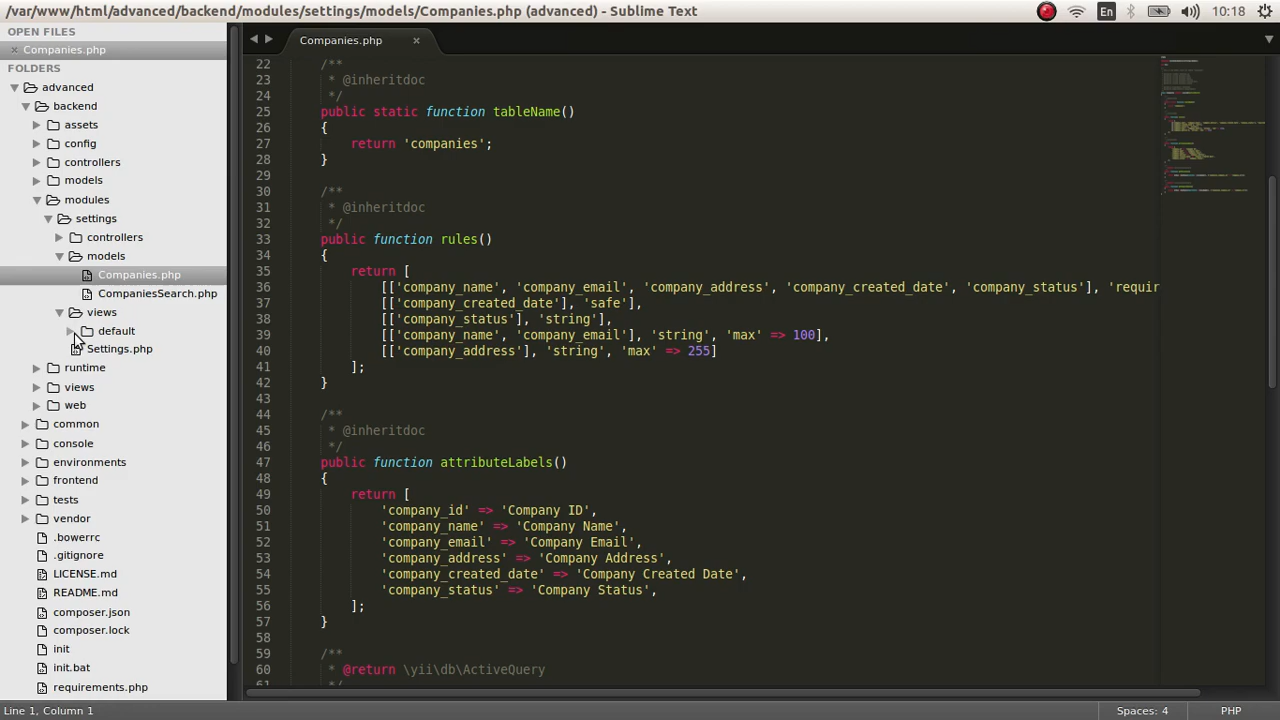 /var/www/html/advanced/backend/modules/settings/models/Companies.php (advanced) - Sublime Text
En
10:18
OPEN FILES
Companies.php
FOLDERS
advanced
backend
assets
config
controllers
models
modules
settings
controllers
models
Companies.php
CompaniesSearch.php
views
default
Settings.php
runtime
views
web
common
console
environments
frontend
tests
vendor
.bowerrc
.gitignore
LICENSE.md
README.md
composer.json
composer.lock
init
init.bat
requirements.php
Companies.php
22 /**
23 * @inheritdoc
24 */
25 public static function tableName()
26 {
27 return 'companies';
28 }
29
30 /**
31 * @inheritdoc
32 */
33 public function rules()
34 {
35 return [
36 [['company_name', 'company_email', 'company_address', 'company_created_date', 'company_status'], 'requir
37 [['company_created_date'], 'safe'],
38 [['company_status'], 'string'],
39 [['company_name', 'company_email'], 'string', 'max' => 100],
40 [['company_address'], 'string', 'max' => 255]
41 ];
42 }
43
44 /**
45 * @inheritdoc
46 */
47 public function attributeLabels()
48 {
49 return [
50 'company_id' => 'Company ID',
51 'company_name' => 'Company Name',
52 'company_email' => 'Company Email',
53 'company_address' => 'Company Address',
54 'company_created_date' => 'Company Created Date',
55 'company_status' => 'Company Status',
56 ];
57 }
58
59 /**
60 * @return \yii\db\ActiveQuery
61 */
Line 1, Column 1
Spaces: 4
PHP